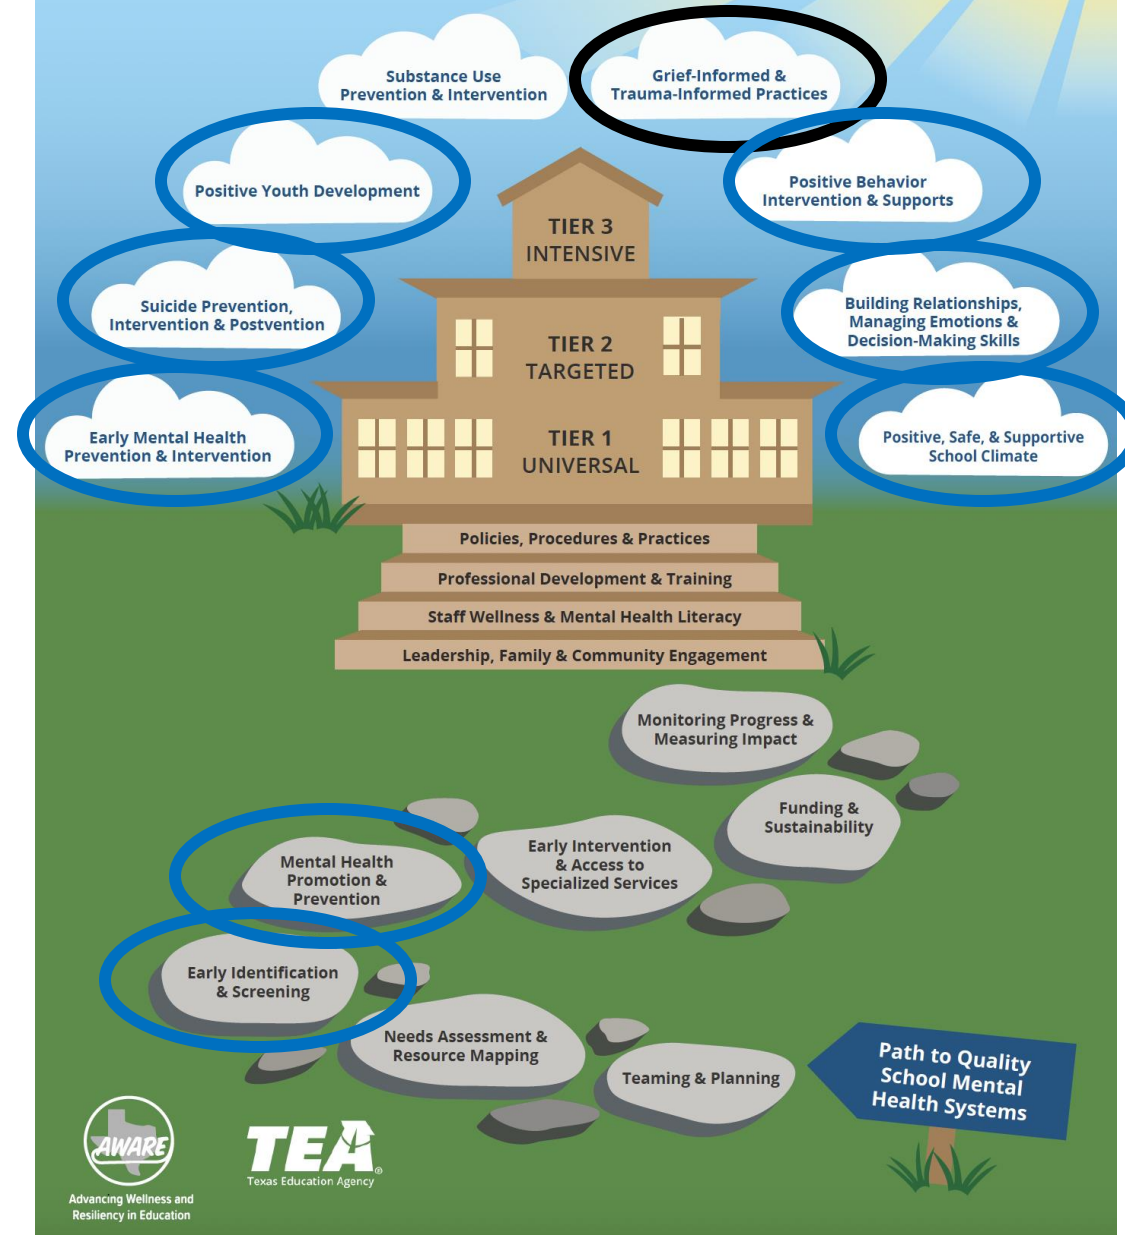 Substance Use
Prevention & Intervention
Grief-Informed &
Trauma-Informed Practices
Positive Youth Development
Positive Behavior
Intervention & Supports
Suicide Prevention,
Intervention & Postvention
Building Relationships,
Managing Emotions &
Decision-Making Skills
Early Mental Health
Prevention & Intervention
Positive, Safe, & Supportive
School Climate
TIER 3
INTENSIVE
TIER 2
TARGETED
TIER 1
UNIVERSAL
Policies, Procedures & Practices
Professional Development & Training
Staff Wellness & Mental Health Literacy
Leadership, Family & Community Engagement
Monitoring Progress &
Measuring Impact
Funding &
Sustainability
Early Intervention
& Access to
Specialized Services
Mental Health
Promotion &
Prevention
Early Identification
& Screening
Needs Assessment &
Resource Mapping
Teaming & Planning
Path to Quality
School Mental
Health Systems
AWARE
Advancing Wellness and
Resiliency in Education
TEA®
Texas Education Agency